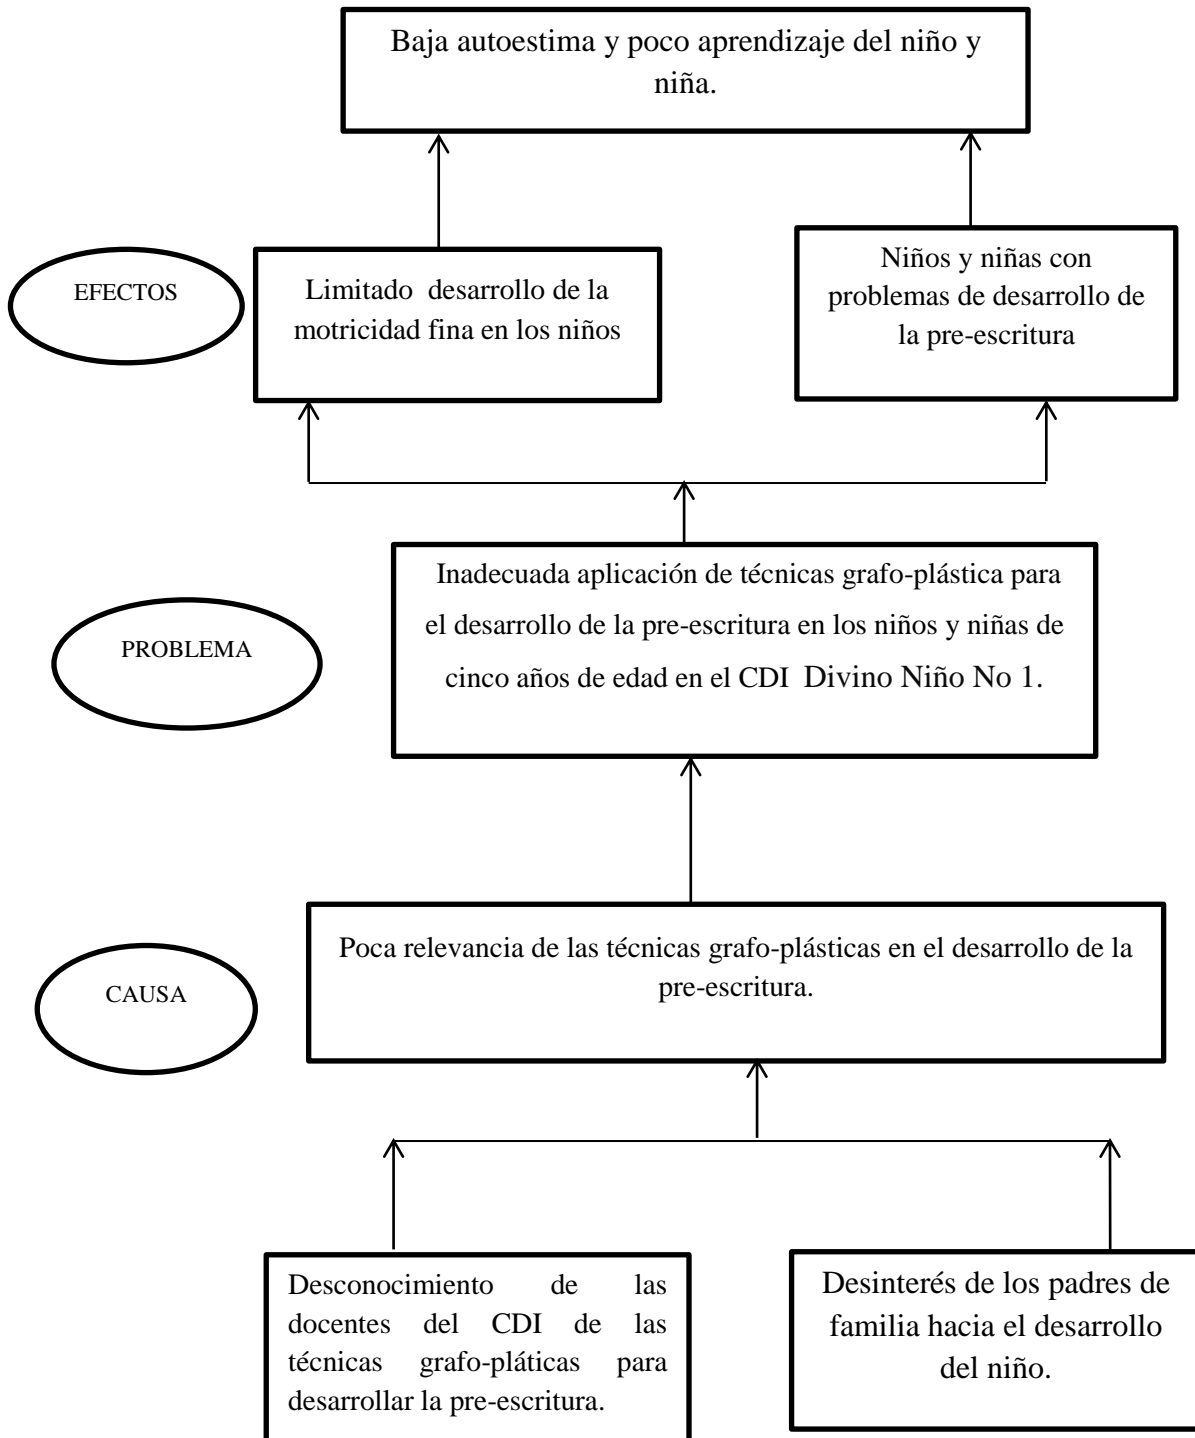 Baja autoestima y poco aprendizaje del niño y
niña.
EFECTOS
Limitado desarrollo de la
motricidad fina en los niños
Niños y niñas con
problemas de desarrollo de
la pre-escritura
PROBLEMA
Inadecuada aplicación de técnicas grafo-plástica para
el desarrollo de la pre-escritura en los niños y niñas de
cinco años de edad en el CDI Divino Niño No 1.
CAUSA
Poca relevancia de las técnicas grafo-plásticas en el desarrollo de la
pre-escritura.
Desconocimiento de las
docentes del CDI de las
técnicas grafo-pláticas para
desarrollar la pre-escritura.
Desinterés de los padres de
familia hacia el desarrollo
del niño.